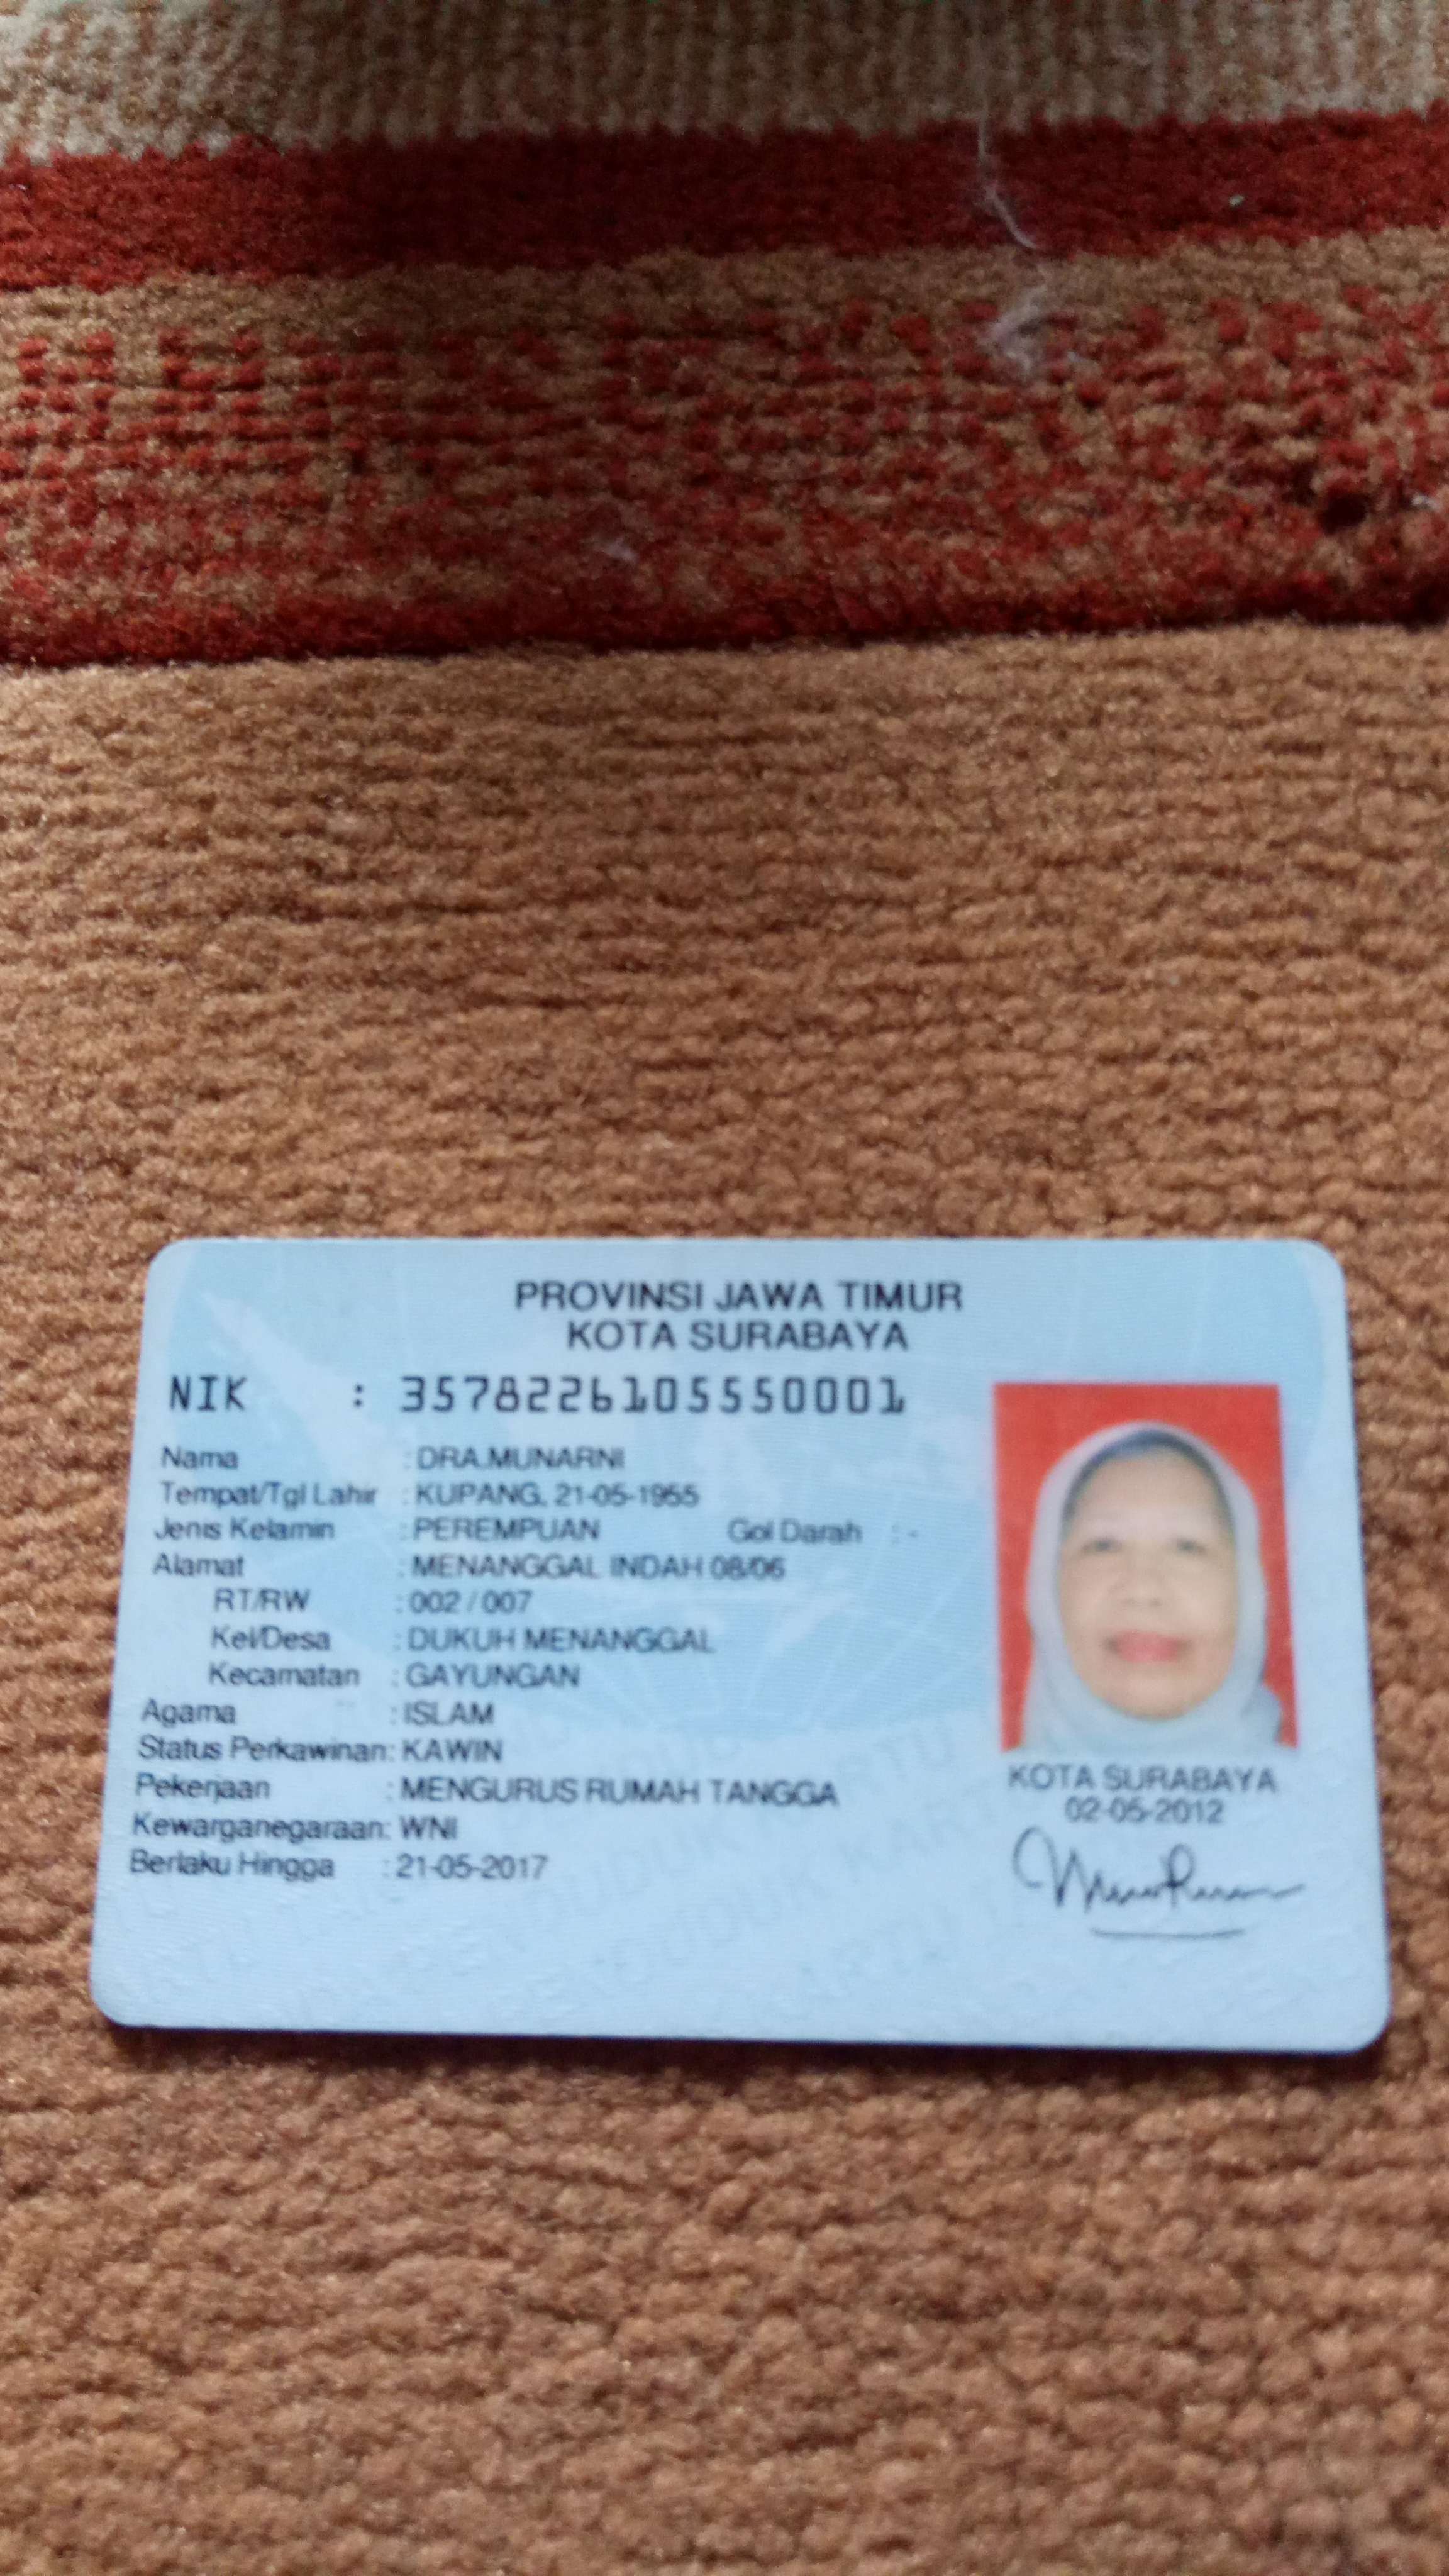 PROVINSI JAWA TIMUR
KOTA SURABAYA
NIK : 3578226105550001
Nama : DRA.MUNARNI
Tempat/Tgl Lahir : KUPANG, 21-05-1955
Jenis Kelamin : PEREMPUAN Gol Darah : -
Alamat : MENANGGAL INDAH 08/06
RT/RW : 002 / 007
Kel/Desa : DUKUH MENANGGAL
Kecamatan : GAYUNGAN
Agama : ISLAM
Status Perkawinan: KAWIN
Pekerjaan : MENGURUS RUMAH TANGGA
Kewarganegaraan: WNI
Berlaku Hingga : 21-05-2017
KOTA SURABAYA
02-05-2012